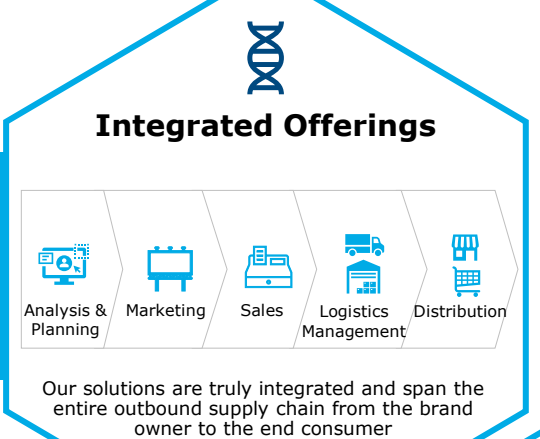 Integrated Offerings
Analysis &
Planning
Marketing
Sales
Logistics
Management
Distribution
Our solutions are truly integrated and span the
entire outbound supply chain from the brand
owner to the end consumer